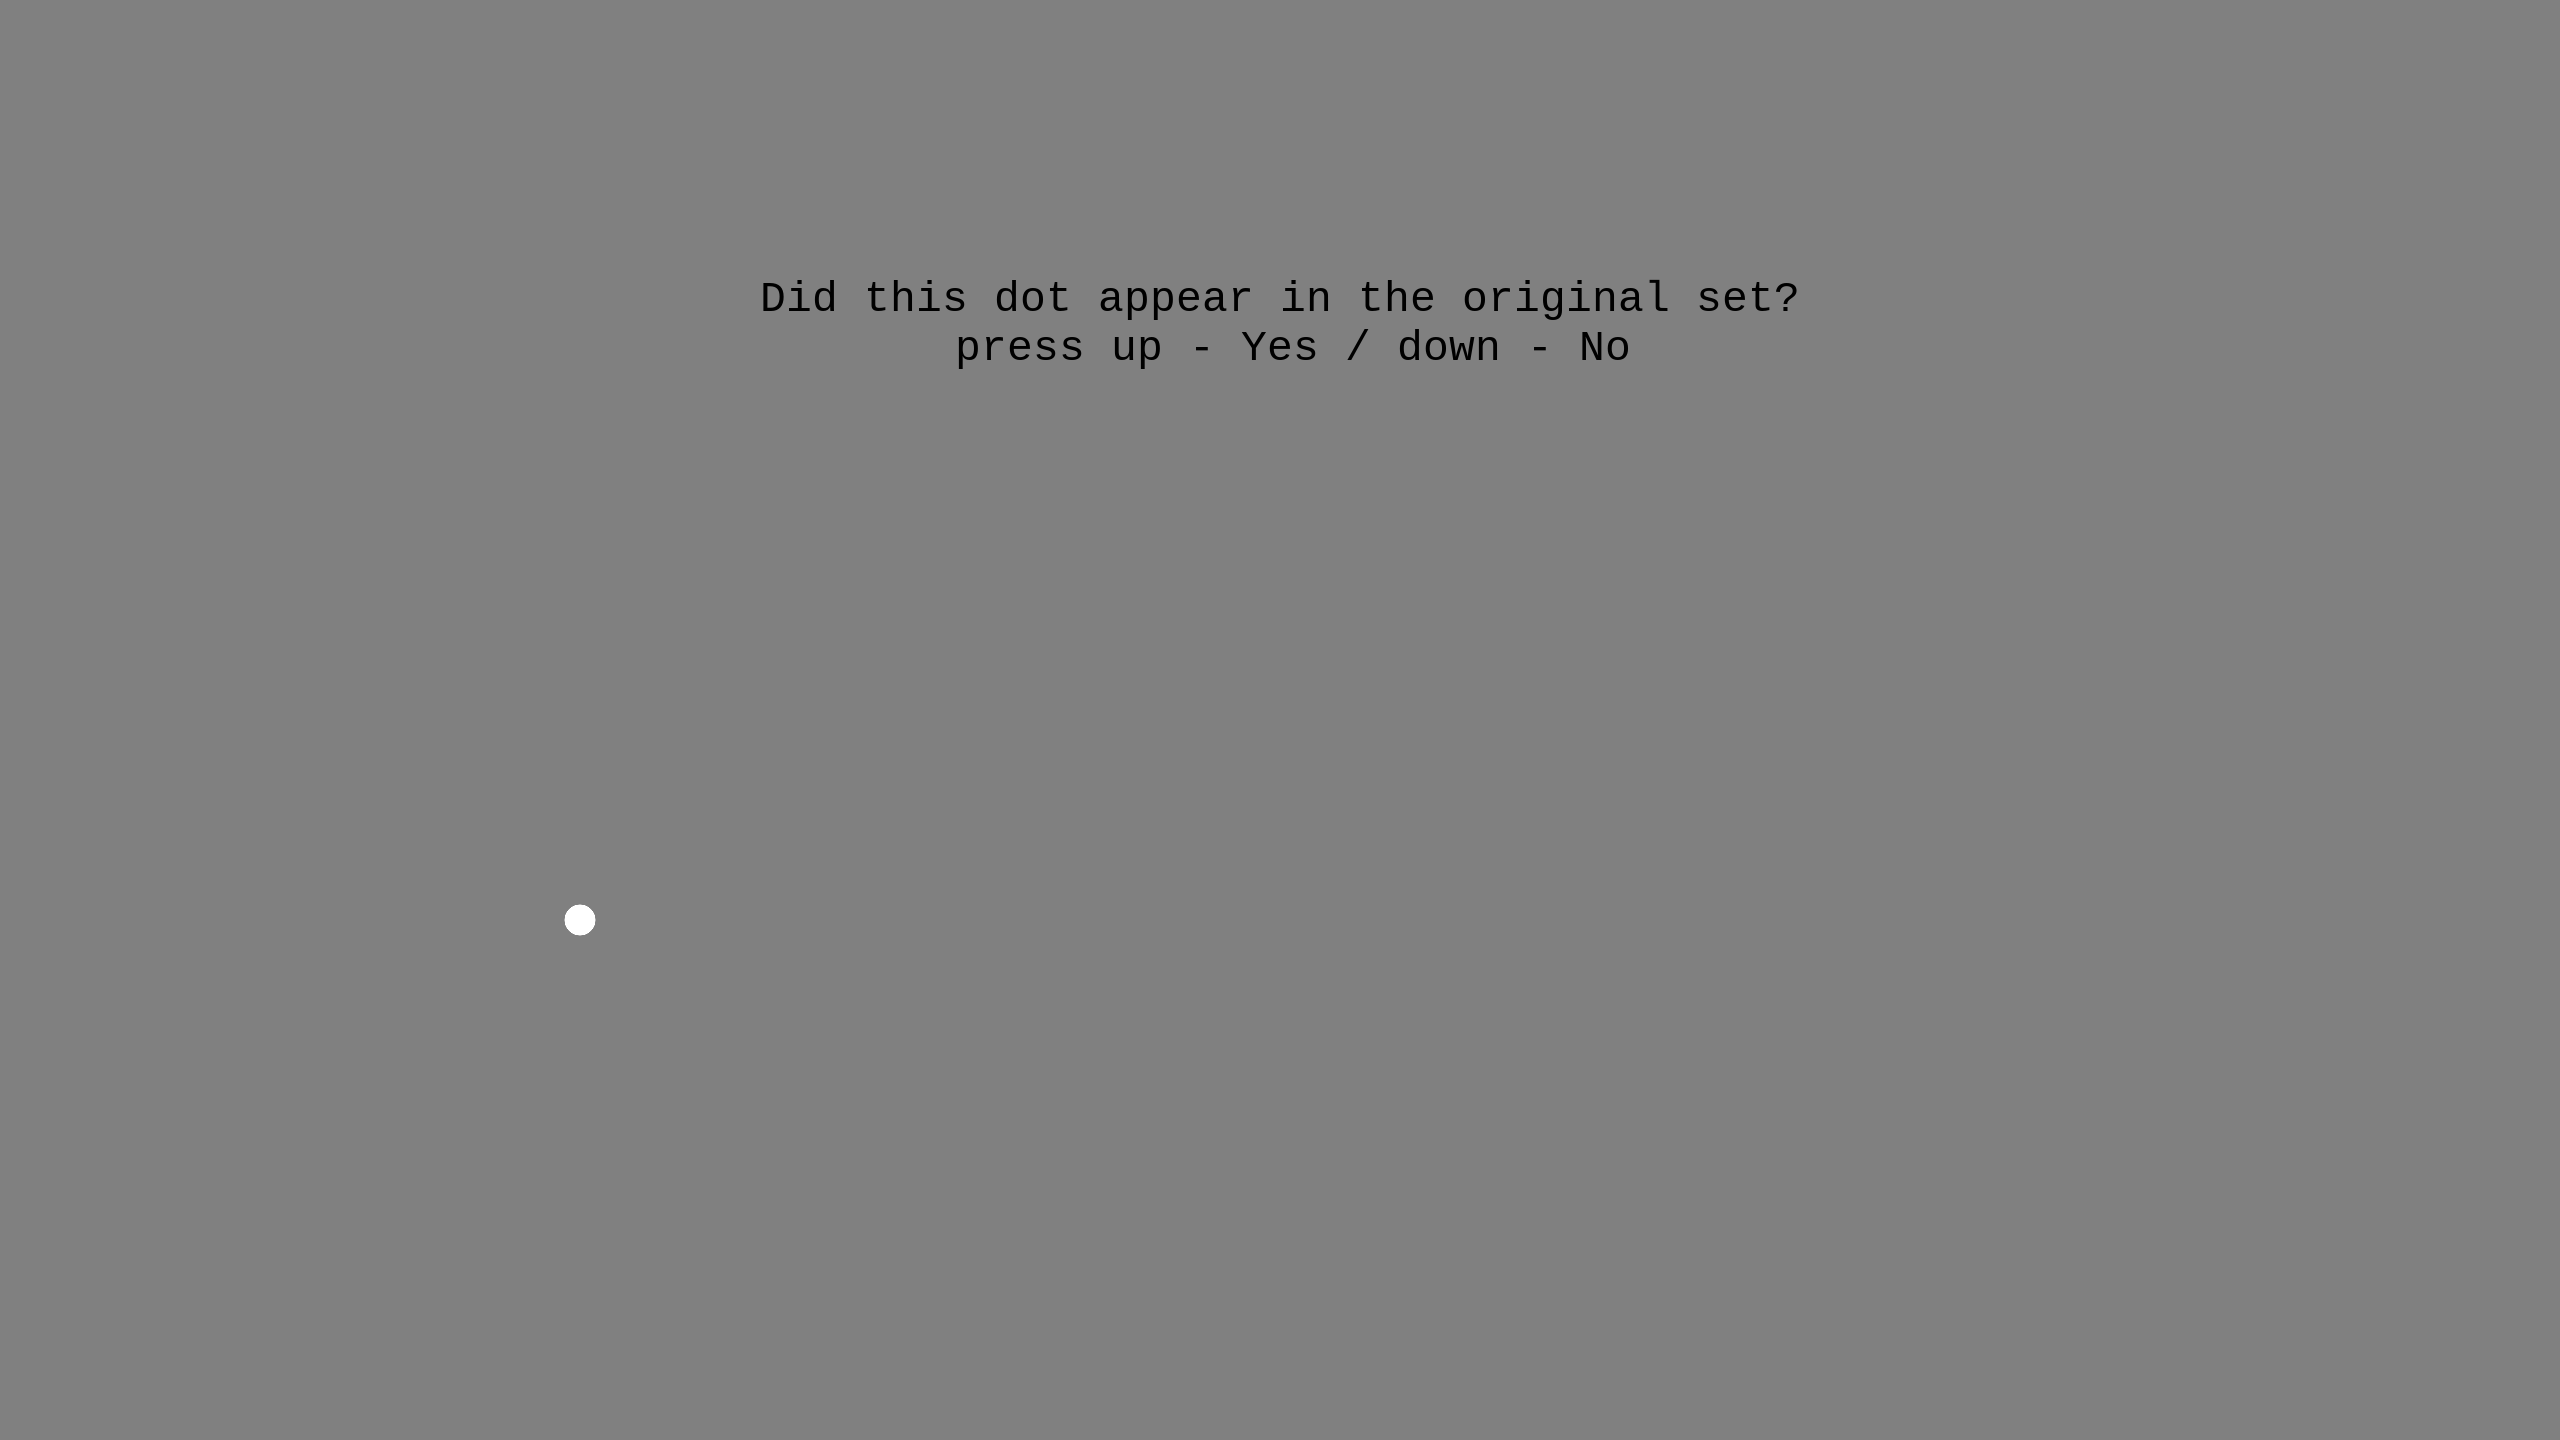 Did this dot appear in the original set?
press up - Yes / down - No